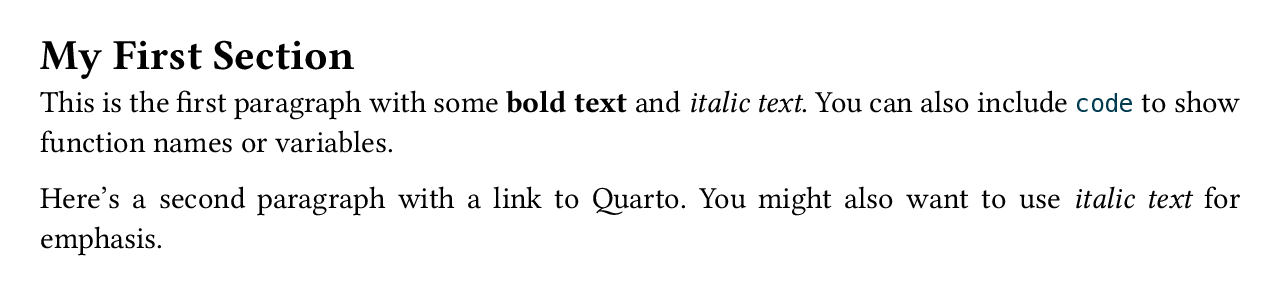 My First Section
This is the first paragraph with some bold text and italic text. You can also include code to show
function names or variables.
Here’s a second paragraph with a link to Quarto. You might also want to use italic text for
emphasis.